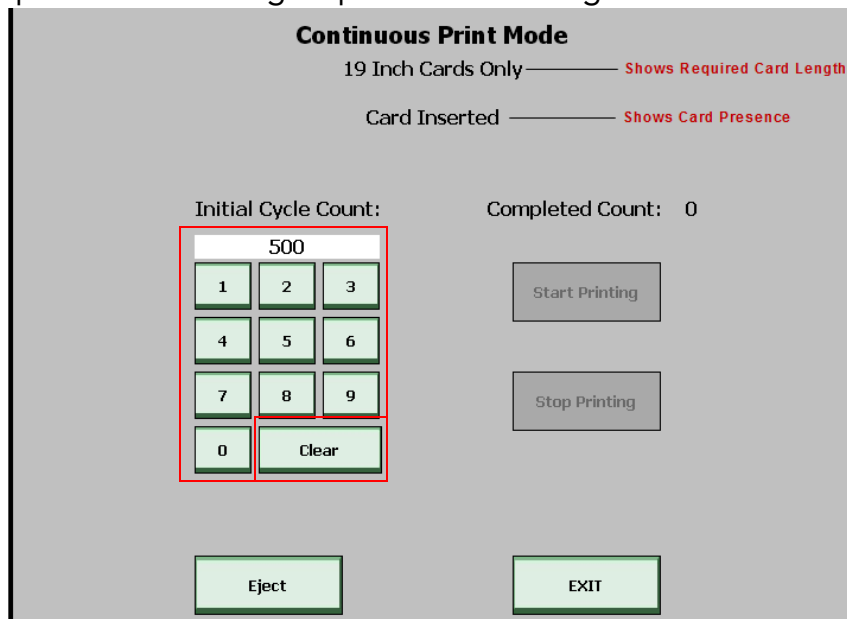 Continuous Print Mode
19 Inch Cards Only Shows Required Card Length
Card Inserted Shows Card Presence
Initial Cycle Count: Completed Count: 0
500
1 2 3
Start Printing
4 5 6
7 8 9
Stop Printing
0 Clear
Eject EXIT